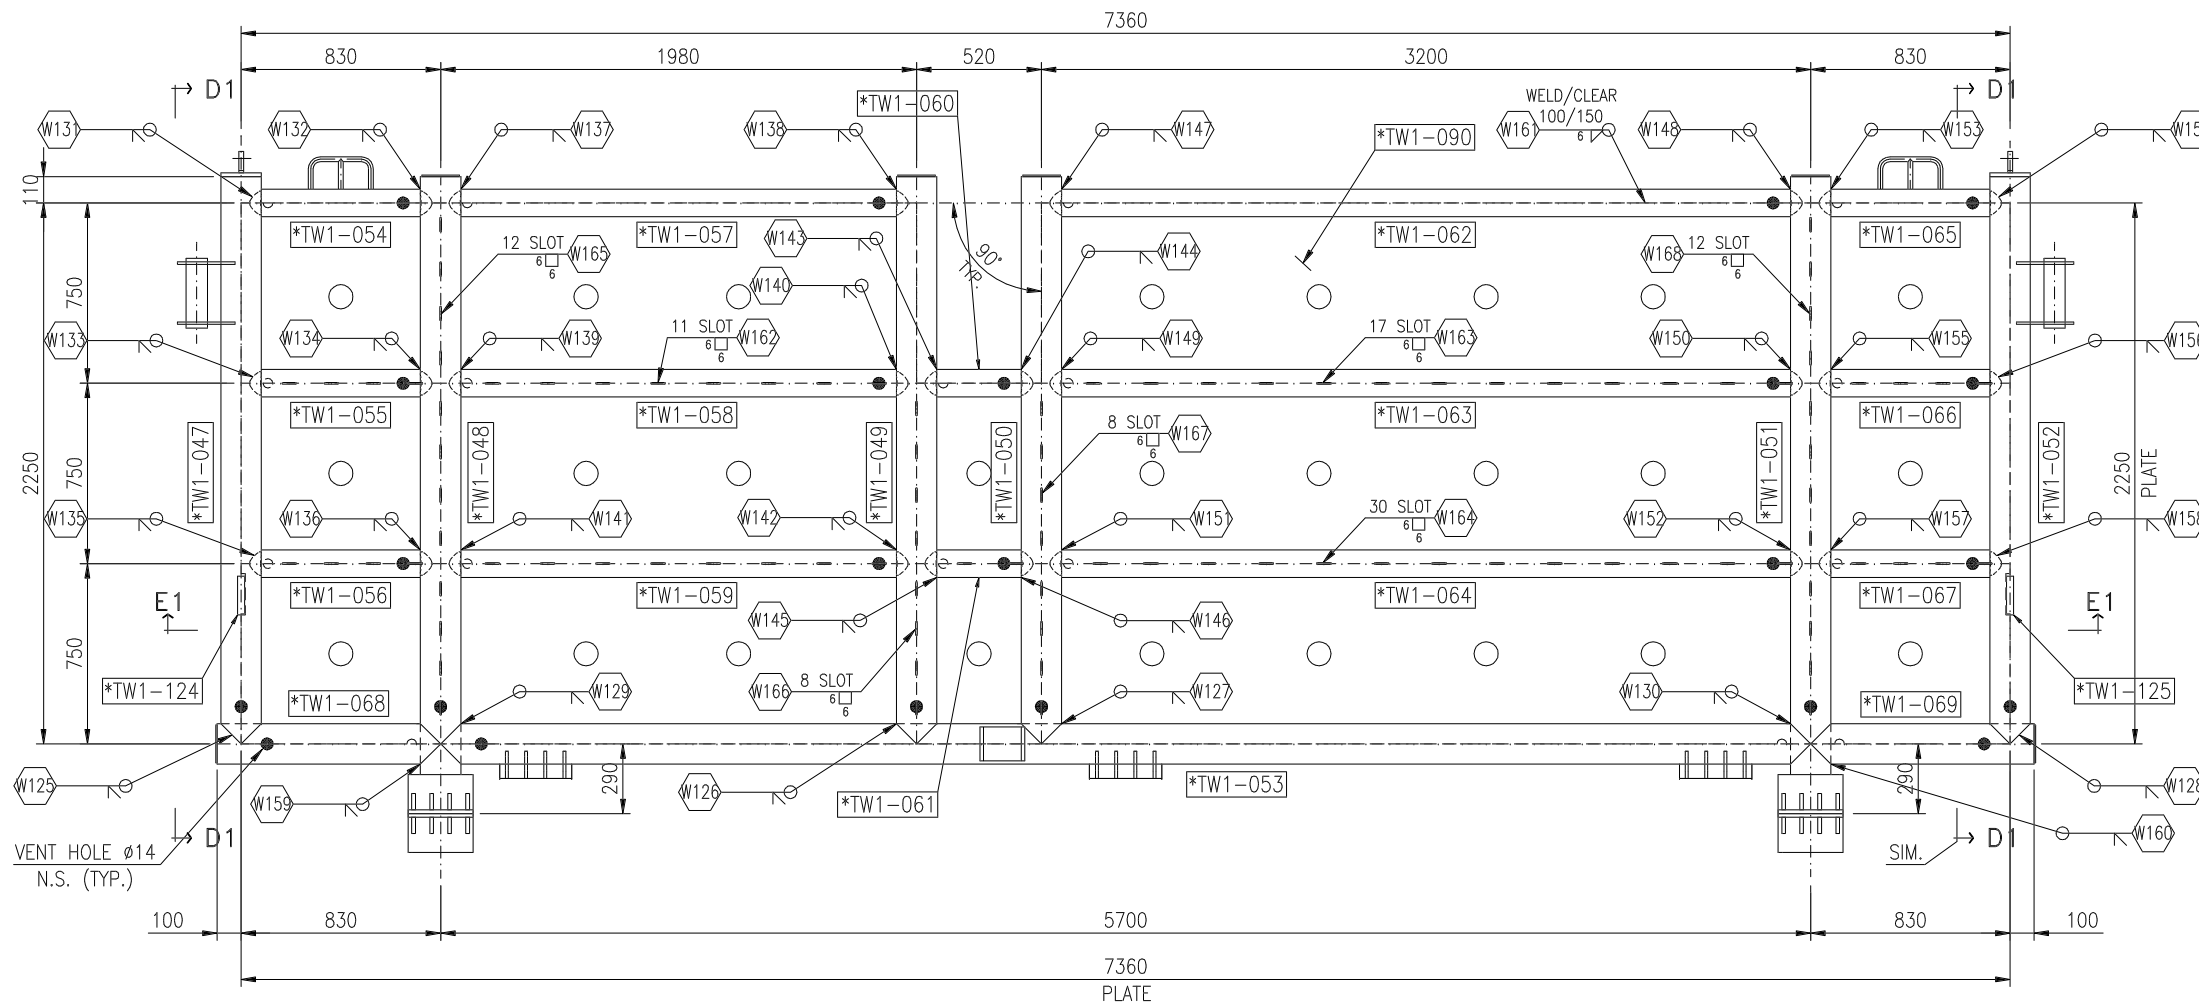 7360
830
1980
520
3200
830
D1
D1
*TW1-060
WELD/CLEAR
100/150
6
W161
W131
W132
W137
W138
W147
*TW1-090
W148
W153
110
*TW1-054
*TW1-057
W143
W144
90°
TYP.
*TW1-062
*TW1-065
12 SLOT
6
6
W165
W168
12 SLOT
6
6
750
W140
W133
W134
W139
11 SLOT
6
6
W162
W149
17 SLOT
6
6
W163
W150
W155
W156
*TW1-055
*TW1-058
*TW1-063
*TW1-066
8 SLOT
6
6
W167
2250
750
*TW1-047
*TW1-048
*TW1-049
*TW1-050
*TW1-051
*TW1-052
2250
PLATE
W135
W136
W141
W142
W151
30 SLOT
6
6
W164
W152
W157
W158
E1
*TW1-056
*TW1-059
*TW1-064
*TW1-067
E1
W145
W146
750
*TW1-124
*TW1-068
W129
W166
8 SLOT
6
6
W127
W130
*TW1-069
*TW1-125
W125
W159
290
W126
*TW1-061
*TW1-053
290
W128
D1
D1
W160
VENT HOLE ø14
N.S. (TYP.)
SIM.
100
830
5700
830
100
7360
PLATE